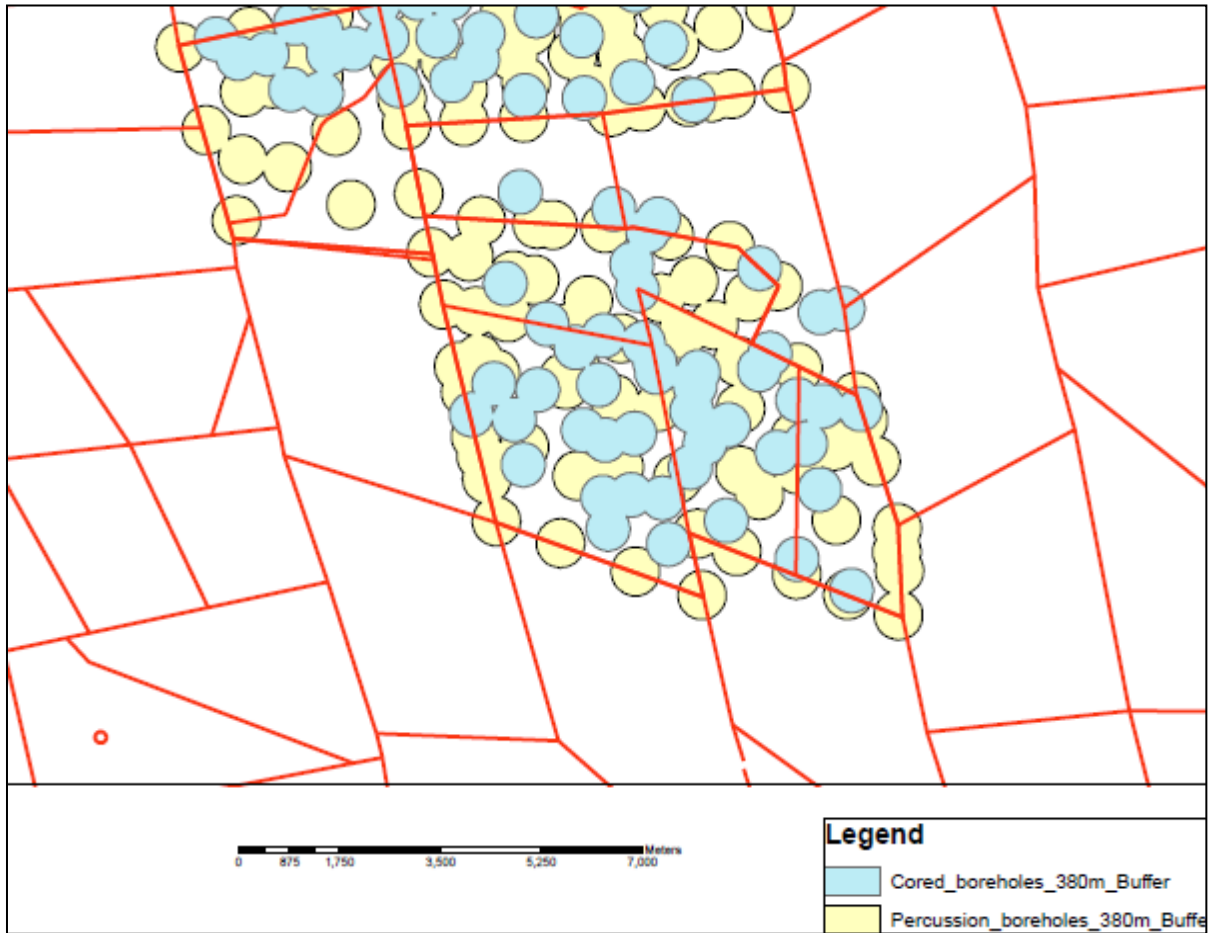 Meters
0 875 1,750 3,500 5,250 7,000
Legend
Cored_boreholes_380m_Buffer
Percussion_boreholes_380m_Buffe